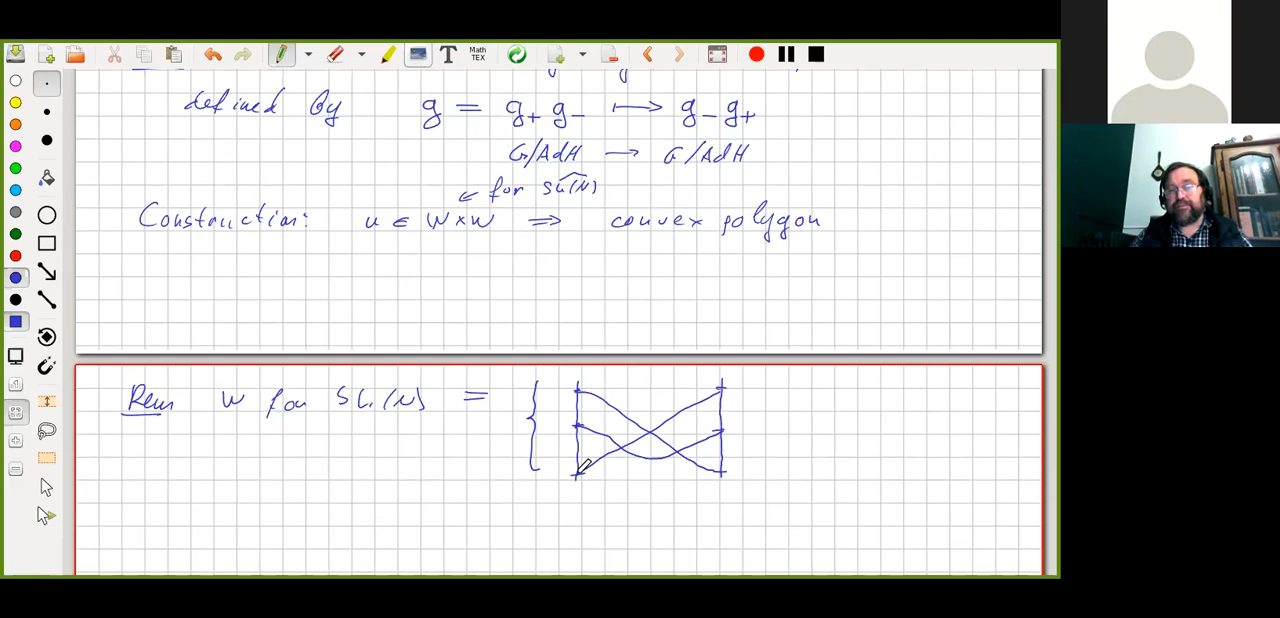 Math
TEX
defined by g = g₊ g₋ ↦ g₋ g₊
G/AdH → G/AdH
← for SL̂(N)
Construction: u ∈ W×W ⟹ convex polygon
Rem W for SL(N) = {